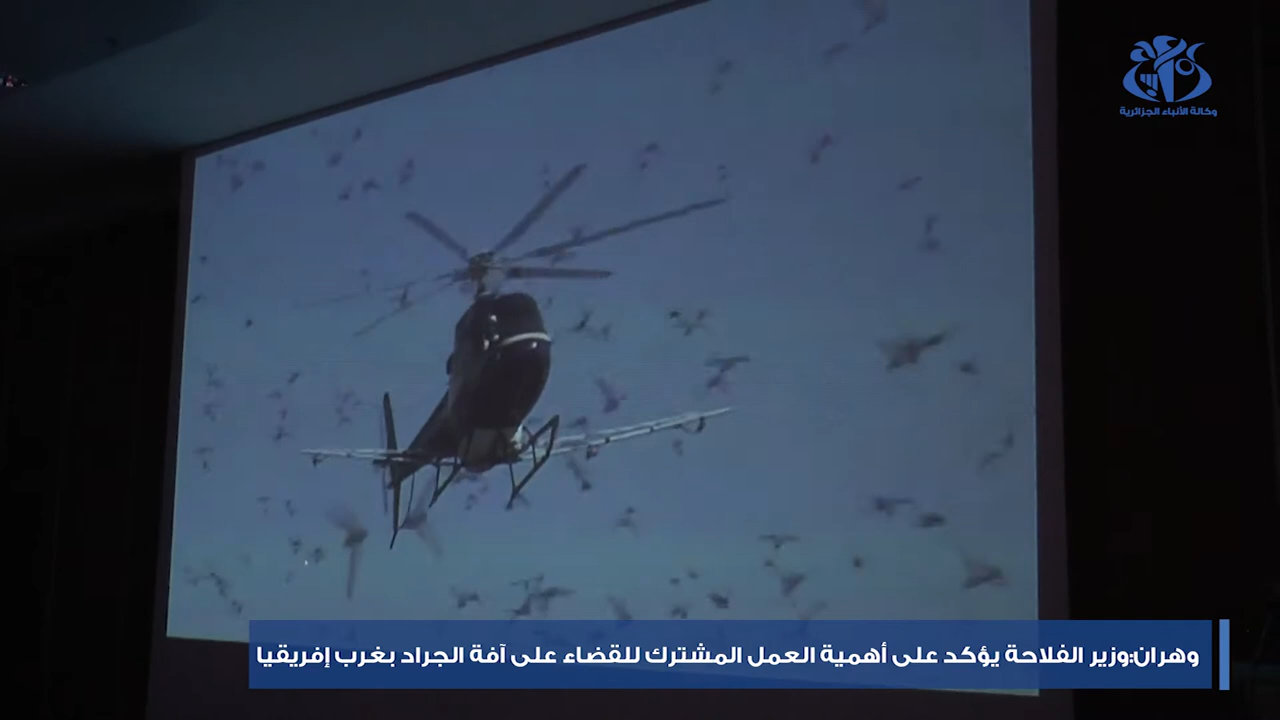 وكالة الأنباء الجزائرية
وهران:وزير الفلاحة يؤكد على أهمية العمل المشترك للقضاء على آفة الجراد بغرب إفريقيا